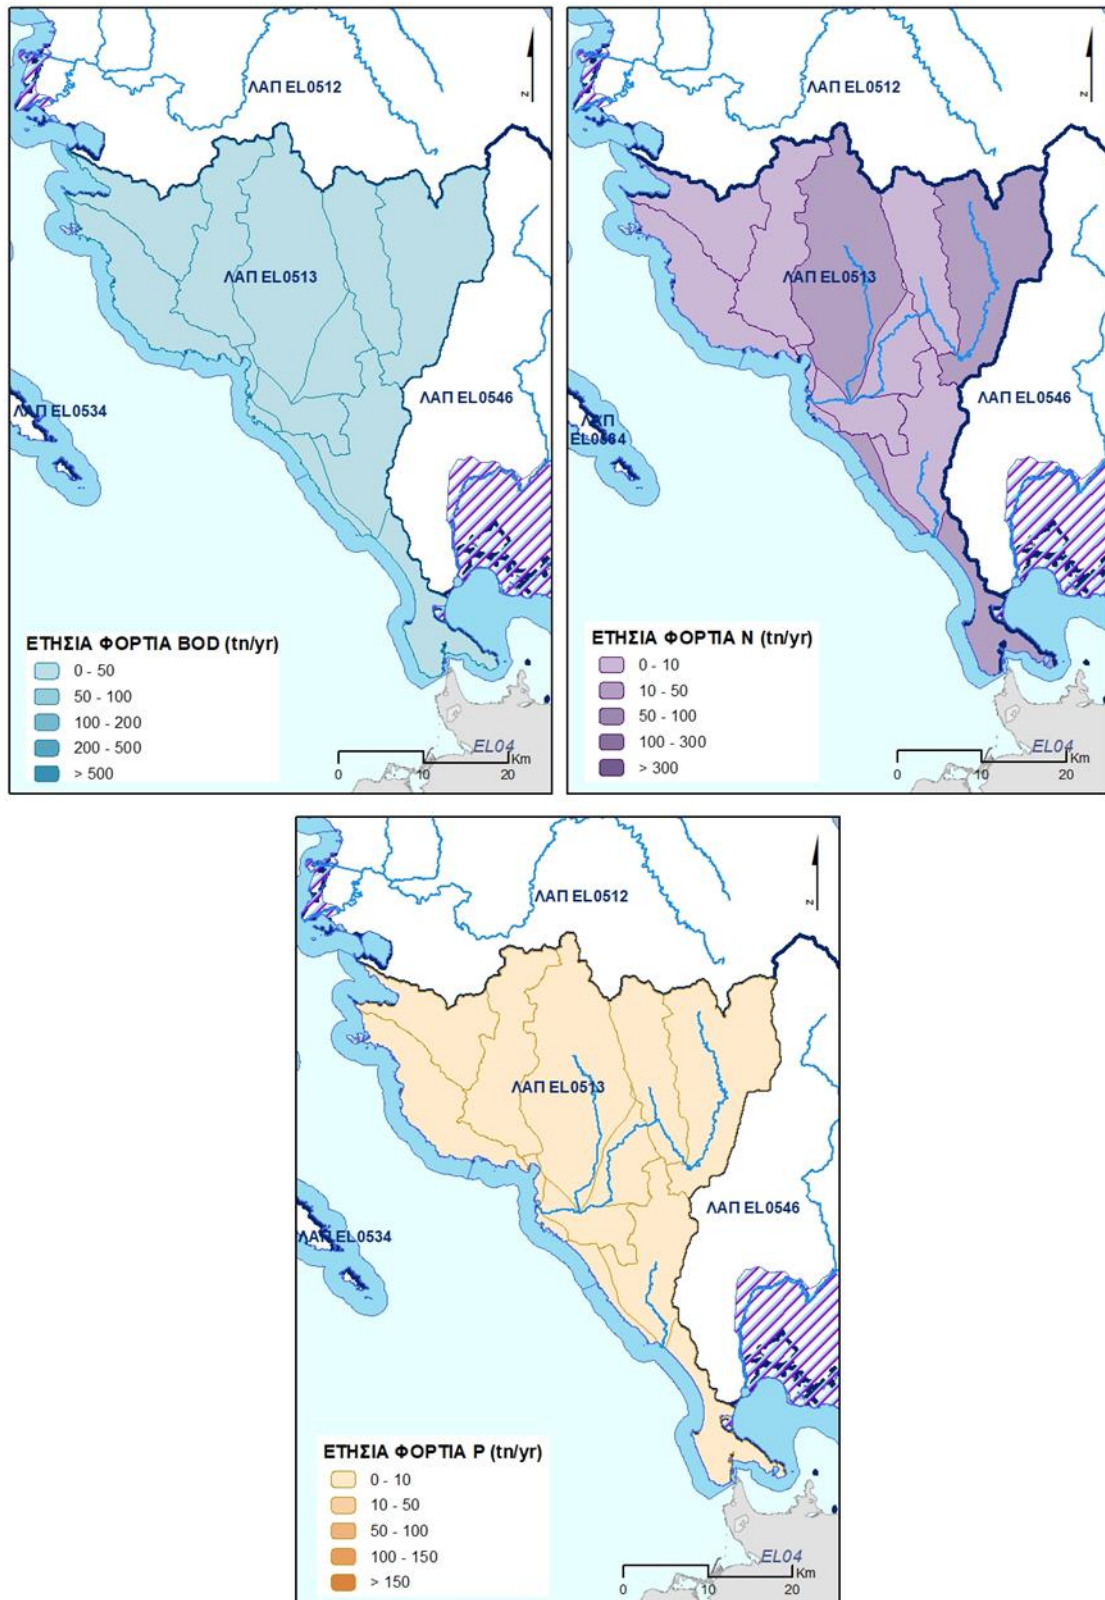 ΛΑΠ EL0512
ΛΑΠ EL0513
ΛΑΠ EL0546
ΛΑΠ EL0534
ΕΤΗΣΙΑ ΦΟΡΤΙΑ BOD (tn/yr)
0 - 50
50 - 100
100 - 200
200 - 500
> 500
EL04
Km
0 10 20
z
ΛΑΠ EL0512
ΛΑΠ EL0513
ΛΑΠ EL0546
ΛΑΠ
EL0534
ΕΤΗΣΙΑ ΦΟΡΤΙΑ N (tn/yr)
0 - 10
10 - 50
50 - 100
100 - 300
> 300
EL04
Km
0 10 20
z
ΛΑΠ EL0512
ΛΑΠ EL0513
ΛΑΠ EL0546
ΛΑΠ EL0534
ΕΤΗΣΙΑ ΦΟΡΤΙΑ P (tn/yr)
0 - 10
10 - 50
50 - 100
100 - 150
> 150
EL04
Km
0 10 20
z